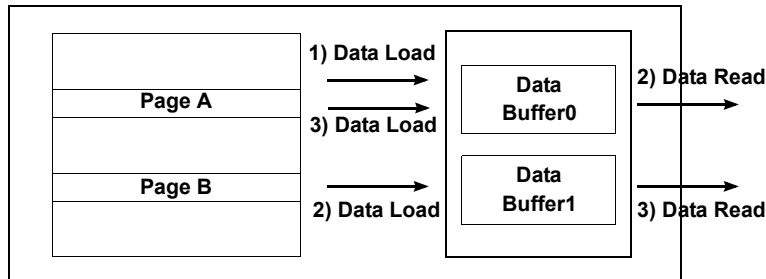 1) Data Load
Page A
3) Data Load
Data
Buffer0
2) Data Read
Page B
2) Data Load
Data
Buffer1
3) Data Read